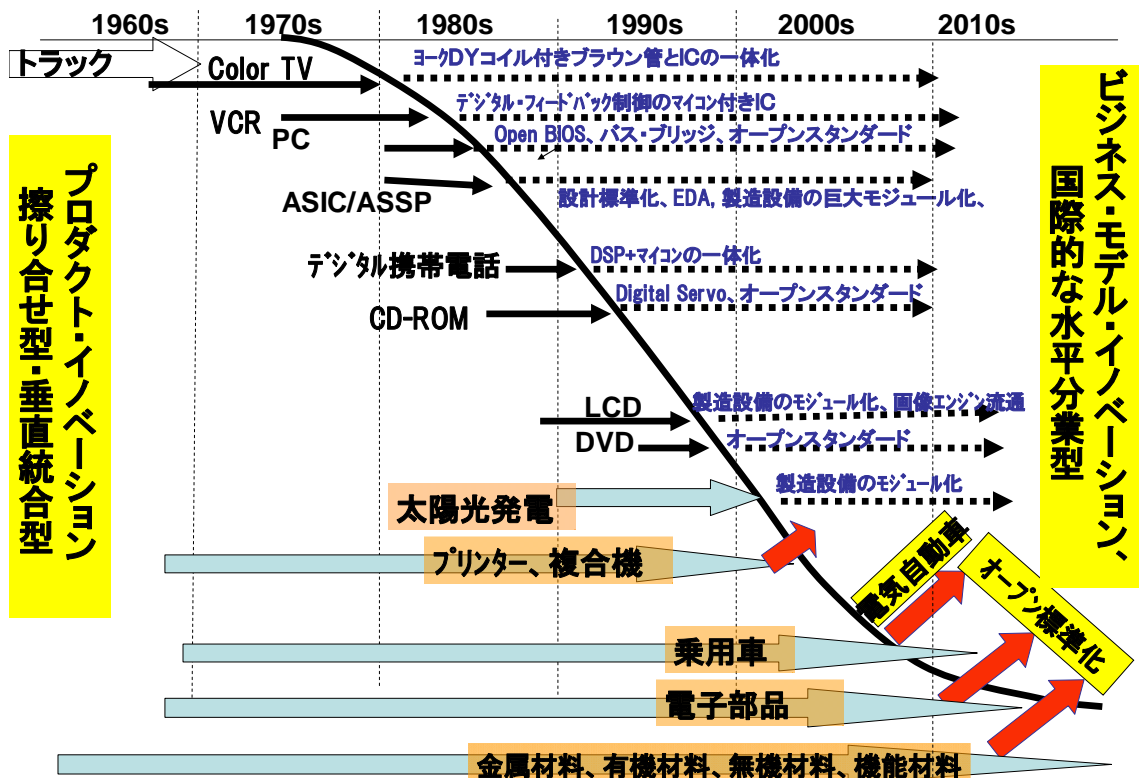 1960s 1970s 1980s 1990s 2000s 2010s
トラック
Color TV
ﾖｰｸDYコイル付きブラウン管とICの一体化
VCR
デジタル・フィードバック制御のマイコン付きIC
PC
Open BIOS、バス・ブリッジ、オープンスタンダード
ASIC/ASSP
設計標準化、EDA, 製造設備の巨大モジュール化、
デジタル携帯電話
DSP+マイコンの一体化
CD-ROM
Digital Servo、オープンスタンダード
LCD
製造設備のモジュール化、画像エンジン流通
DVD
オープンスタンダード
太陽光発電
製造設備のモジュール化
プリンター、複合機
電気自動車
オープン標準化
乗用車
電子部品
金属材料、有機材料、無機材料、機能材料
プロダクト・イノベーション
擦り合せ型・垂直統合型
ビジネス・モデル・イノベーション、
国際的な水平分業型